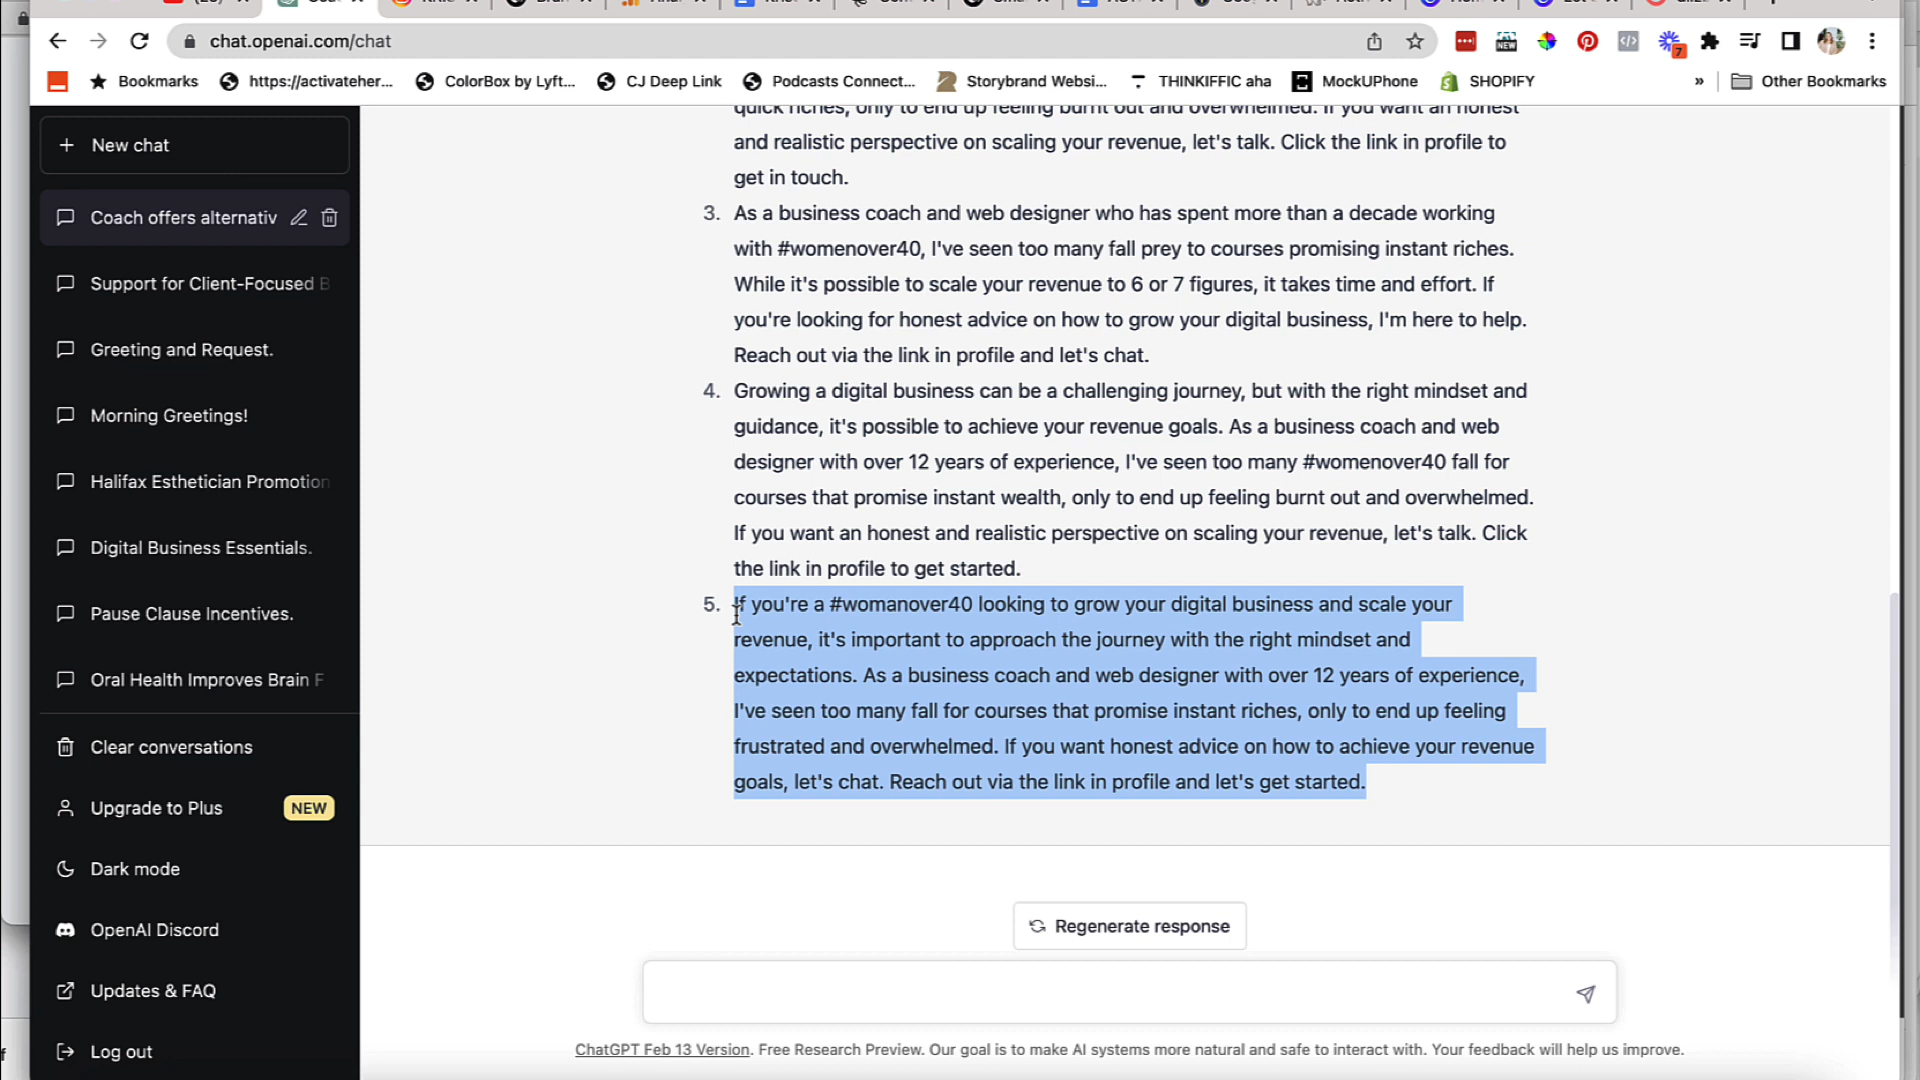 chat.openai.com/chat
NEW
7
Bookmarks
https://activateher...
ColorBox by Lyft...
CJ Deep Link
Podcasts Connect...
Storybrand Websi...
THINKIFFIC aha
MockUPhone
SHOPIFY
»
Other Bookmarks
New chat
Coach offers alternativ
Support for Client-Focused B
Greeting and Request.
Morning Greetings!
Halifax Esthetician Promotion
Digital Business Essentials.
Pause Clause Incentives.
Oral Health Improves Brain F
Clear conversations
Upgrade to Plus
NEW
Dark mode
OpenAI Discord
Updates & FAQ
Log out
quick riches, only to end up feeling burnt out and overwhelmed. If you want an honest
and realistic perspective on scaling your revenue, let's talk. Click the link in profile to
get in touch.
3. As a business coach and web designer who has spent more than a decade working
with #womenover40, I've seen too many fall prey to courses promising instant riches.
While it's possible to scale your revenue to 6 or 7 figures, it takes time and effort. If
you're looking for honest advice on how to grow your digital business, I'm here to help.
Reach out via the link in profile and let's chat.
4. Growing a digital business can be a challenging journey, but with the right mindset and
guidance, it's possible to achieve your revenue goals. As a business coach and web
designer with over 12 years of experience, I've seen too many #womenover40 fall for
courses that promise instant wealth, only to end up feeling burnt out and overwhelmed.
If you want an honest and realistic perspective on scaling your revenue, let's talk. Click
the link in profile to get started.
5. If you're a #womanover40 looking to grow your digital business and scale your
revenue, it's important to approach the journey with the right mindset and
expectations. As a business coach and web designer with over 12 years of experience,
I've seen too many fall for courses that promise instant riches, only to end up feeling
frustrated and overwhelmed. If you want honest advice on how to achieve your revenue
goals, let's chat. Reach out via the link in profile and let's get started.
Regenerate response
ChatGPT Feb 13 Version. Free Research Preview. Our goal is to make AI systems more natural and safe to interact with. Your feedback will help us improve.